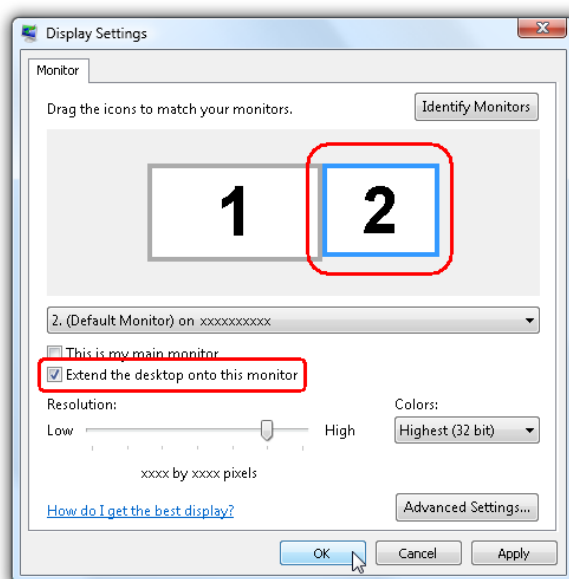 Display Settings
Monitor
Drag the icons to match your monitors.
Identify Monitors
1
2
2. (Default Monitor) on xxxxxxxxxx
This is my main monitor
Extend the desktop onto this monitor
Resolution:
Colors:
Low
High
Highest (32 bit)
xxxx by xxxx pixels
How do I get the best display?
Advanced Settings...
OK
Cancel
Apply